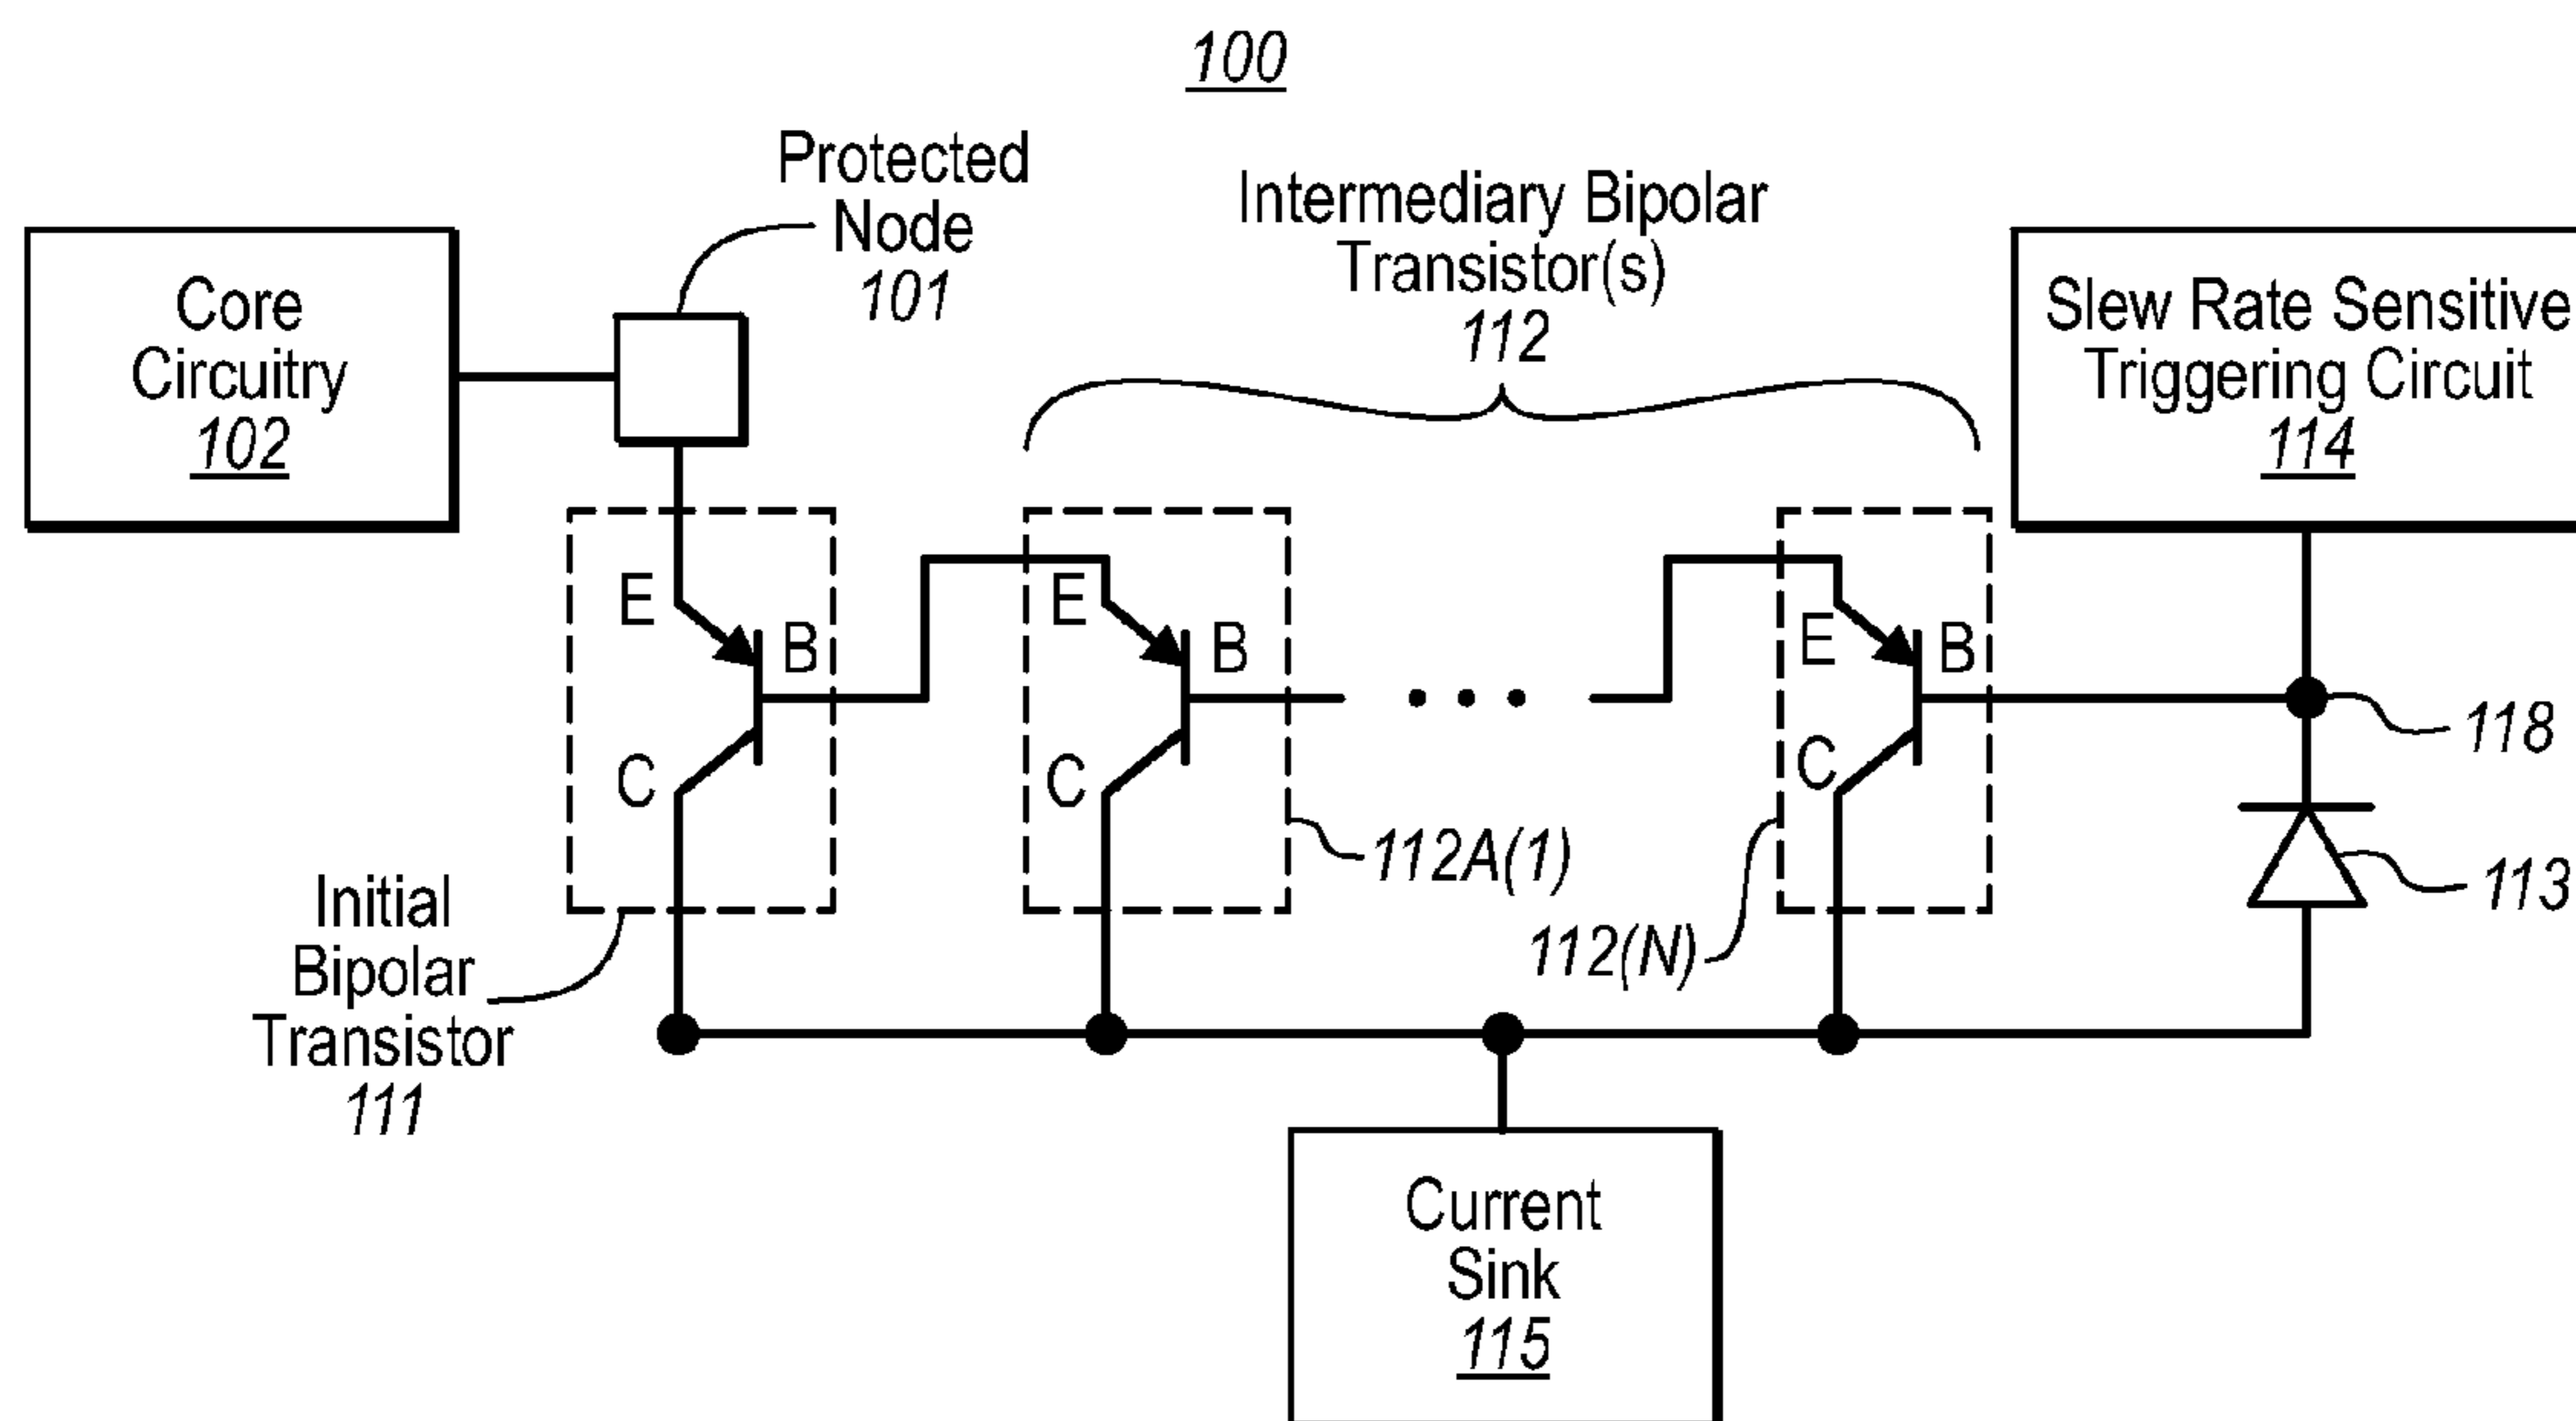 100
Protected
Node
101
Intermediary Bipolar
Transistor(s)
112
Core
Circuitry
102
Slew Rate Sensitive
Triggering Circuit
114
E
B
C
E
B
C
E
B
C
118
112A(1)
113
112(N)
Initial
Bipolar
Transistor
111
Current
Sink
115